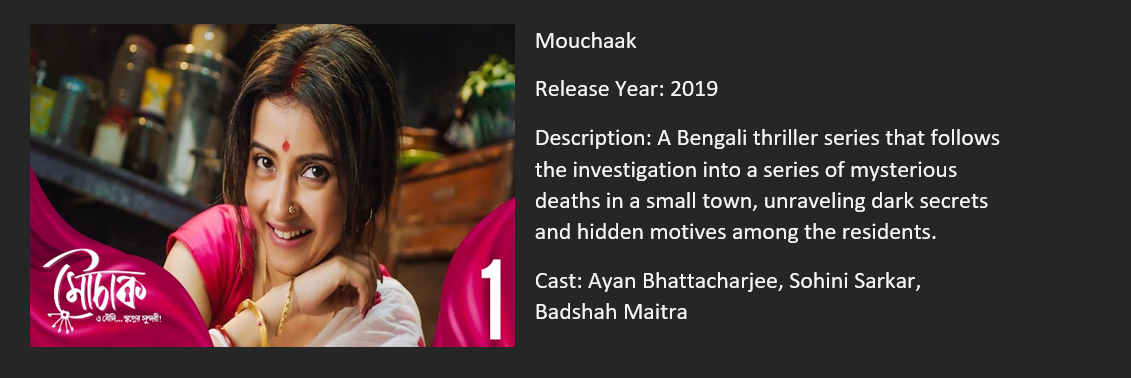 মৌচাক
ও বৌদি... স্বপ্নের সুন্দরী!
1
Mouchaak
Release Year: 2019
Description: A Bengali thriller series that follows
the investigation into a series of mysterious
deaths in a small town, unraveling dark secrets
and hidden motives among the residents.
Cast: Ayan Bhattacharjee, Sohini Sarkar,
Badshah Maitra